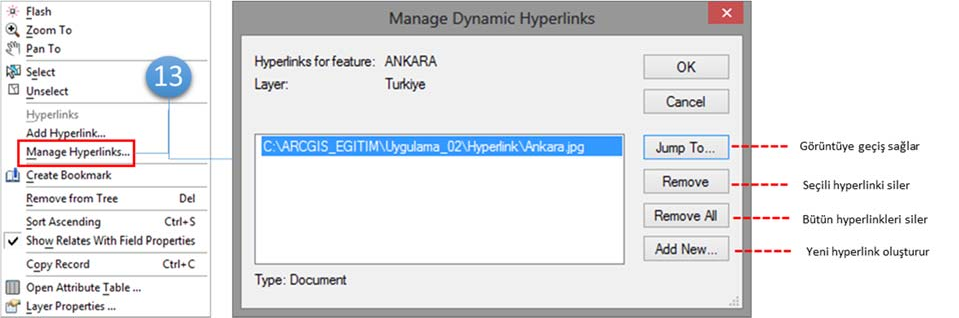 Flash
Zoom To
Pan To
Select
Unselect
Hyperlinks
Add Hyperlink...
Manage Hyperlinks...
Create Bookmark
Remove from Tree Del
Sort Ascending Ctrl+S
Show Relates With Field Properties
Copy Record Ctrl+C
Open Attribute Table ...
Layer Properties ...
13
Manage Dynamic Hyperlinks
Hyperlinks for feature: ANKARA
Layer: Turkiye
OK
Cancel
C:\ARCGIS_EGITIM\Uygulama_02\Hyperlink\Ankara.jpg
Jump To...
Remove
Remove All
Add New...
Type: Document
Görüntüye geçiş sağlar
Seçili hyperlinki siler
Bütün hyperlinkleri siler
Yeni hyperlink oluşturur